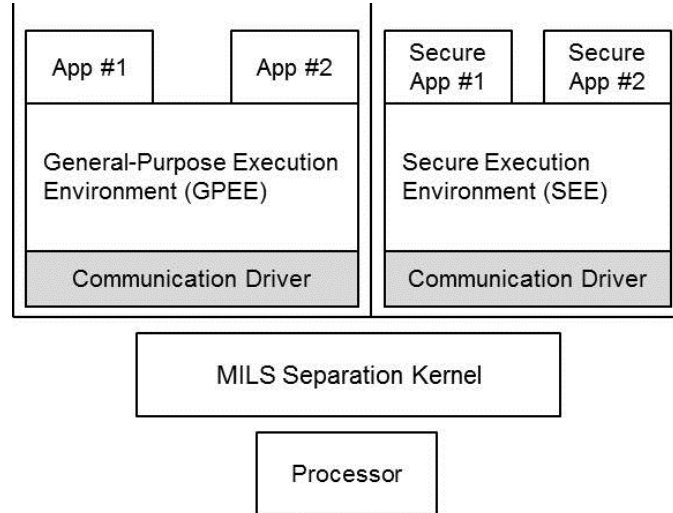 App #1
App #2
Secure
App #1
Secure
App #2
General-Purpose Execution
Environment (GPEE)
Secure Execution
Environment (SEE)
Communication Driver
Communication Driver
MILS Separation Kernel
Processor